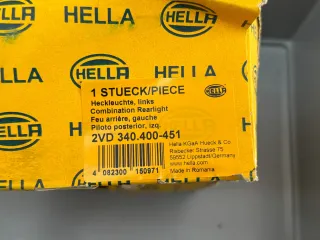 HELLA
HELLA
HELLA
HELLA
HELLA
1 STUECK/PIECE
Heckleuchte, links
Combination Rearlight
Feu arrière, gauche
Piloto posterior, izq.
2VD 340.400-451
HELLA
Hella KGaA Hueck & Co
Rixbecker Strasse 75
59552 Lippstadt/Germany
www.hella.com
Made in Romania
4 082300 150971